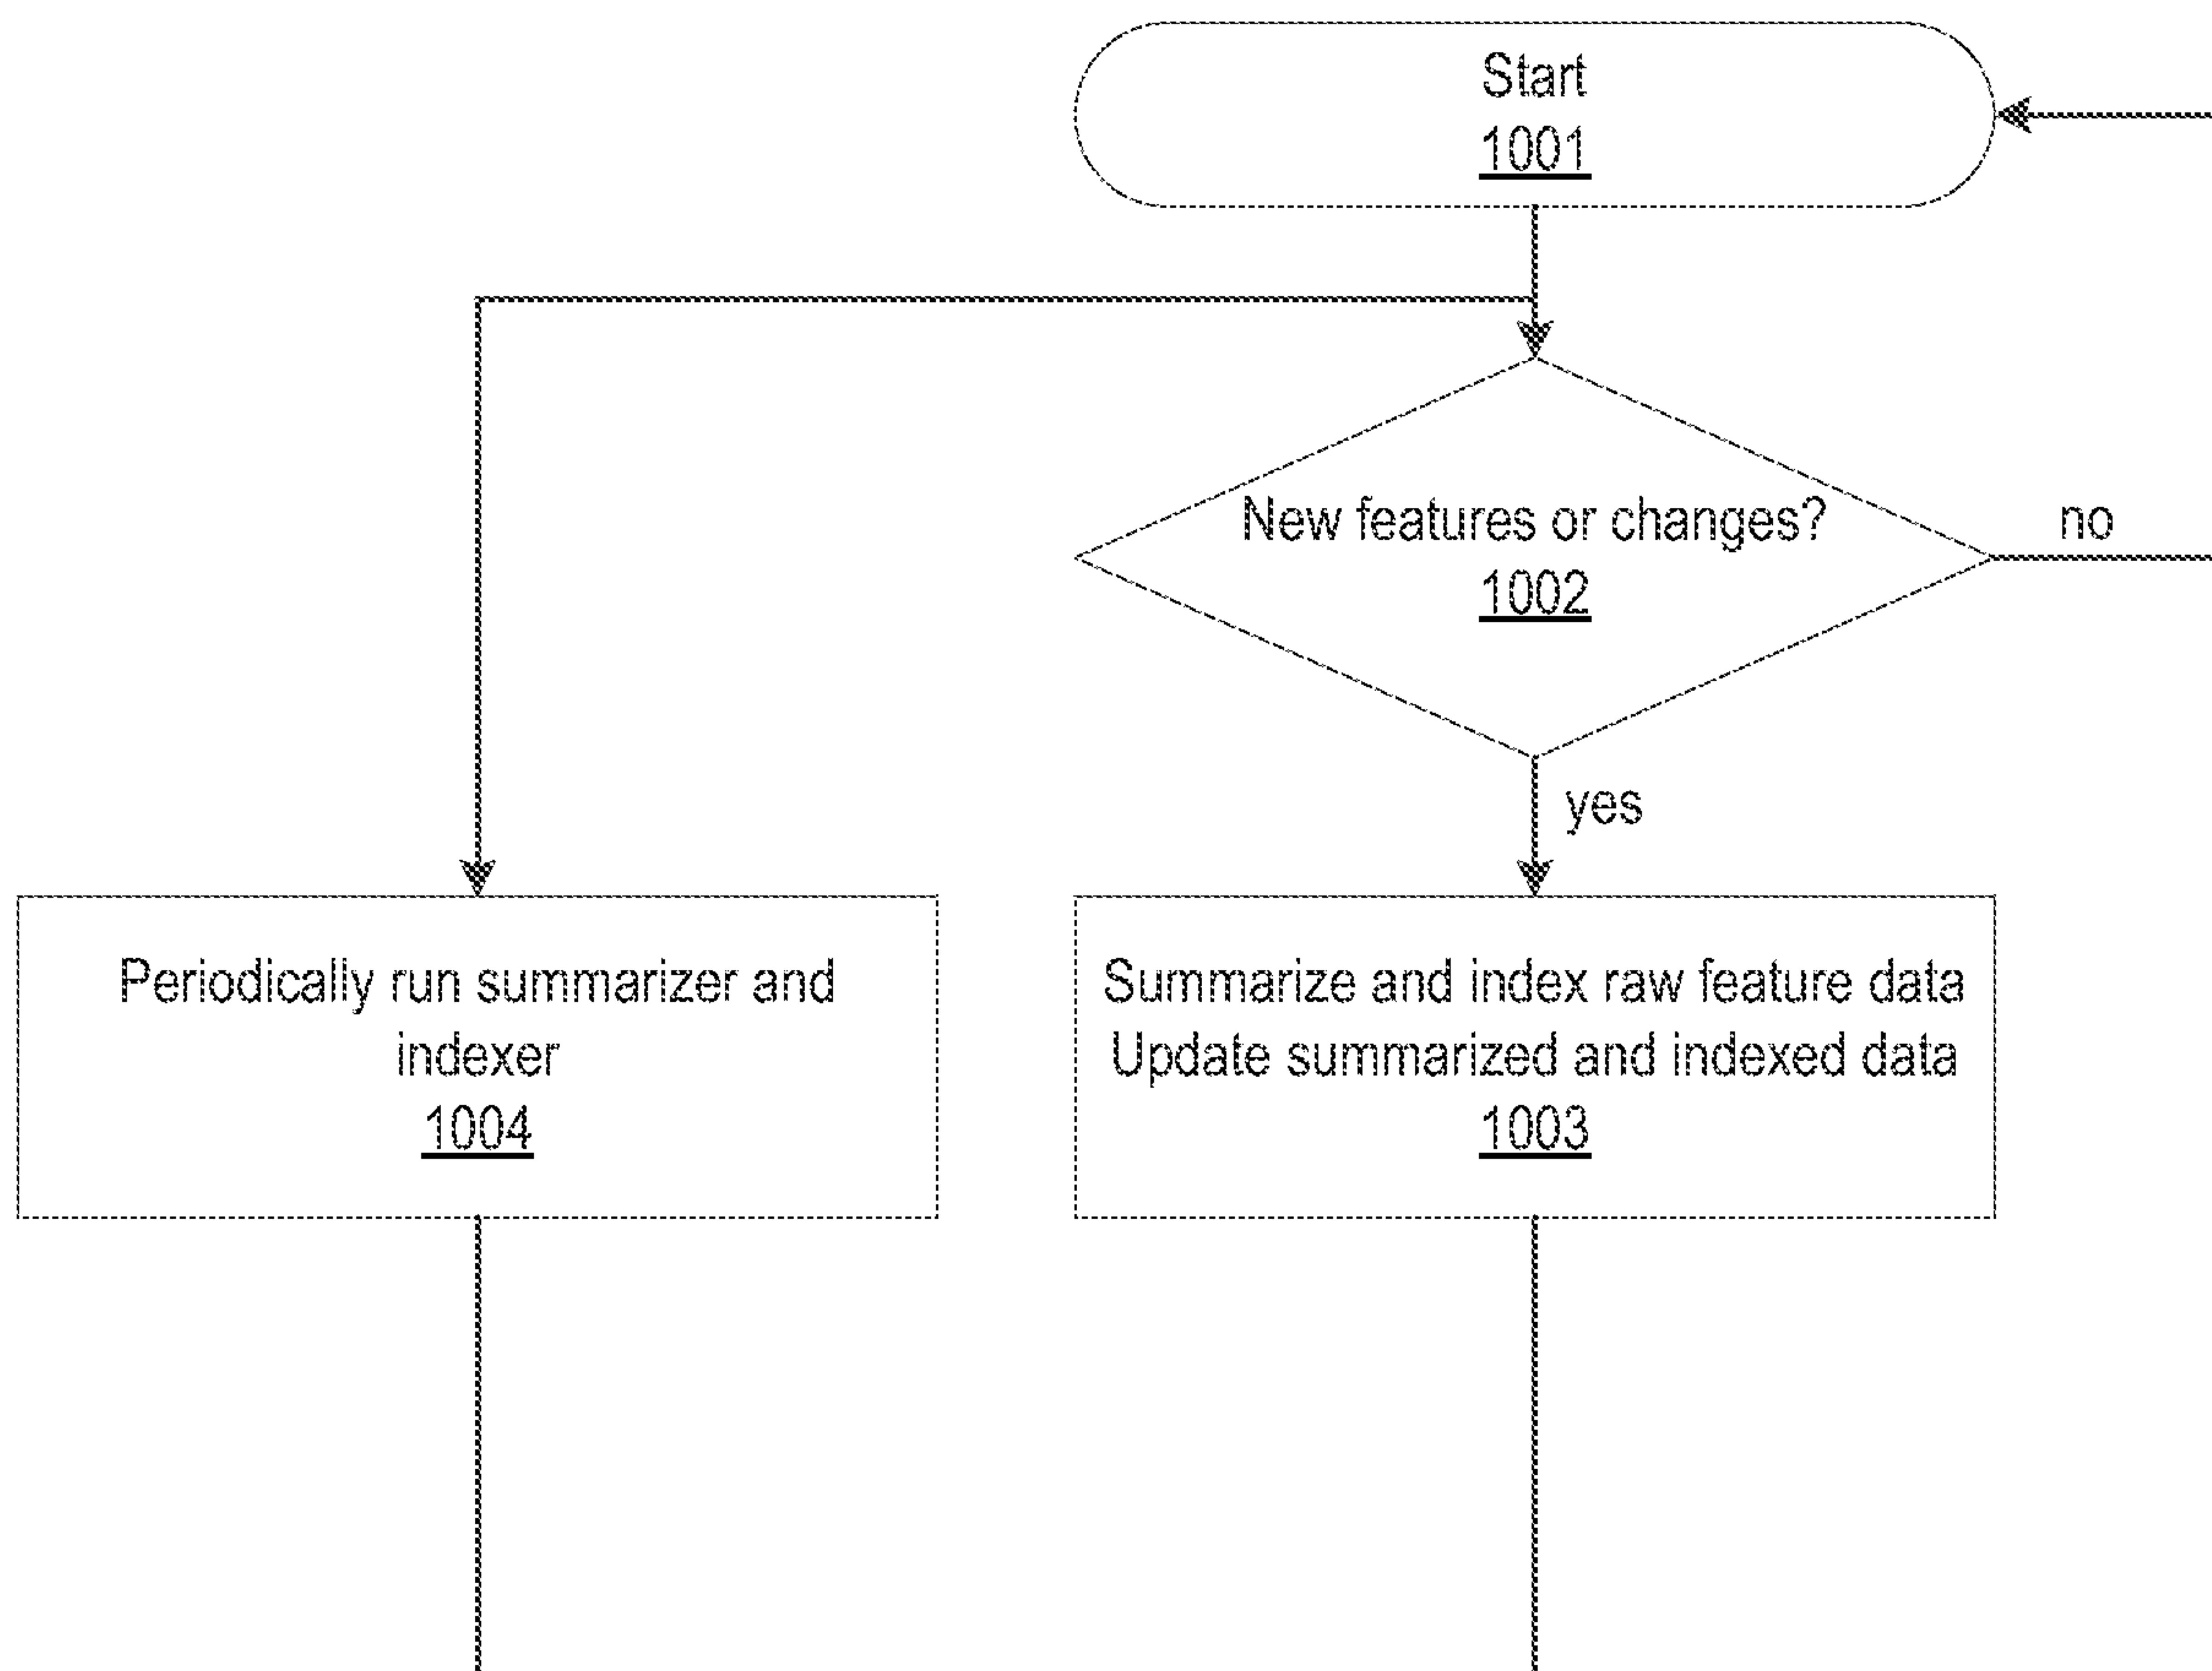 Start
1001
New features or changes?
1002
no
yes
Periodically run summarizer and
indexer
1004
Summarize and index raw feature data
Update summarized and indexed data
1003